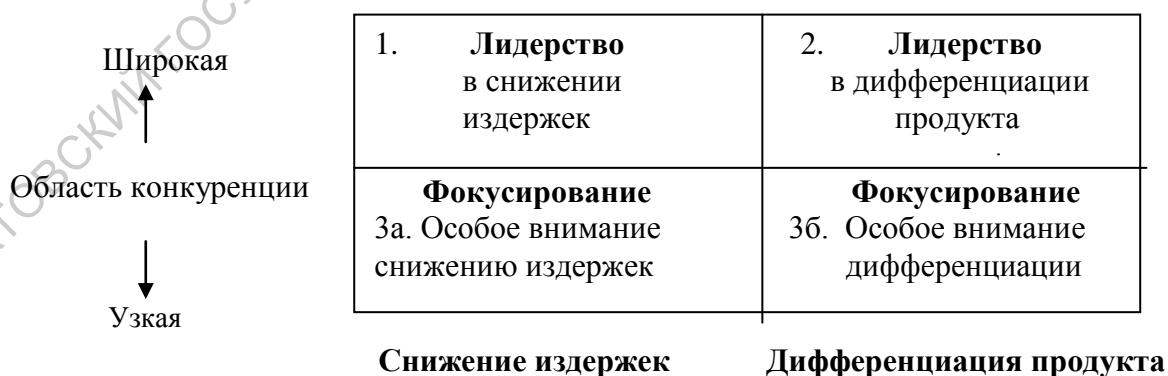 Широкая
Область конкуренции
Узкая
1. Лидерство
в снижении
издержек
2. Лидерство
в дифференциации
продукта
Фокусирование
3а. Особое внимание
снижению издержек
Фокусирование
3б. Особое внимание
дифференциации
Снижение издержек
Дифференциация продукта